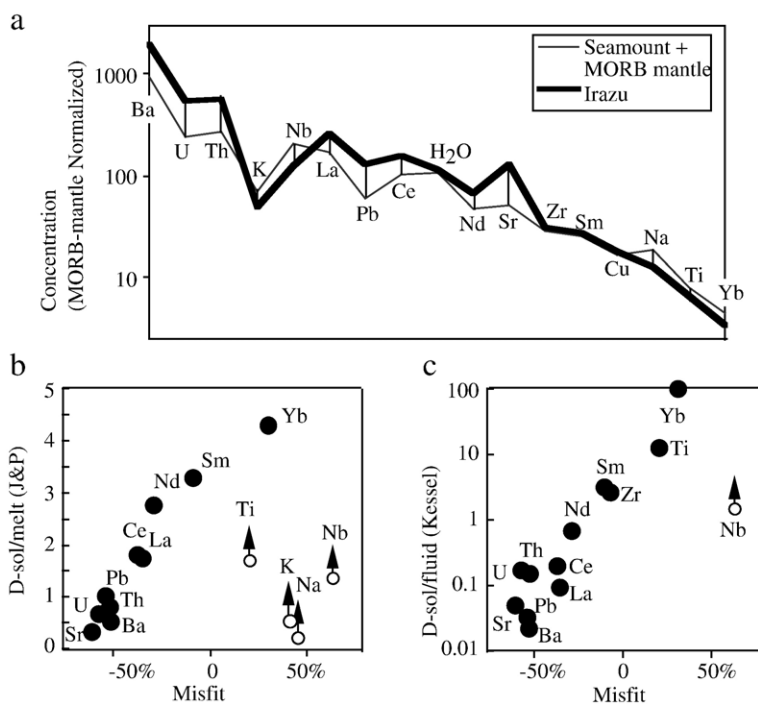 a
Concentration
(MORB-mantle Normalized)
1000
100
10
Seamount +
MORB mantle
Irazu
Ba
U
Th
K
Nb
La
Pb
Ce
H₂O
Nd
Sr
Zr
Sm
Cu
Na
Ti
Yb
b
D-sol/melt (J&P)
5
4
3
2
1
0
Yb
Sm
Nd
Ce
La
Pb
Th
U
Ba
Sr
Ti
K
Na
Nb
-50%
0
50%
Misfit
c
D-sol/fluid (Kessel)
100
10
1
0.1
0.01
Yb
Ti
Sm
Zr
Nd
Nb
Th
U
Ce
La
Sr
Pb
Ba
-50%
0
50%
Misfit